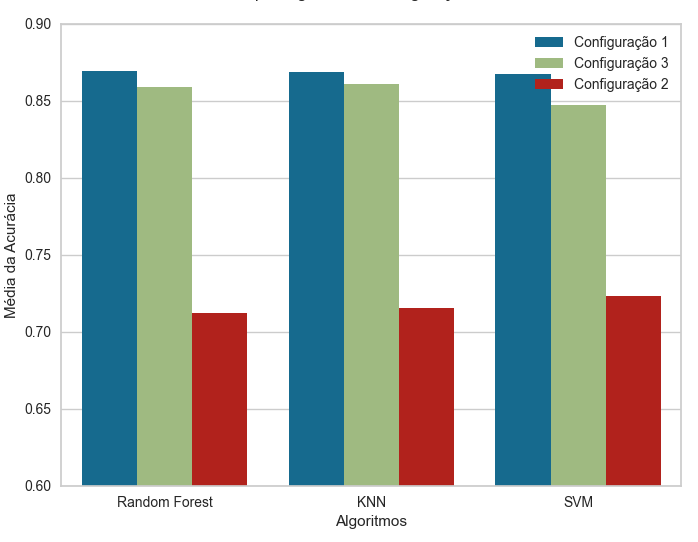 0.90
0.85
0.80
0.75
0.70
0.65
0.60
Média da Acurácia
Configuração 1
Configuração 3
Configuração 2
Random Forest
KNN
SVM
Algoritmos